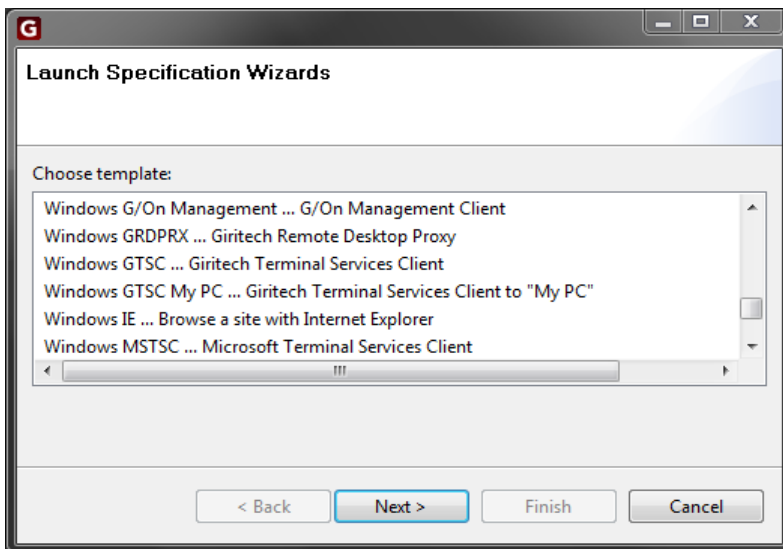 G
Launch Specification Wizards
Choose template:
Windows G/On Management ... G/On Management Client
Windows GRDPRX ... Giritech Remote Desktop Proxy
Windows GTSC ... Giritech Terminal Services Client
Windows GTSC My PC ... Giritech Terminal Services Client to "My PC"
Windows IE ... Browse a site with Internet Explorer
Windows MSTSC ... Microsoft Terminal Services Client
< Back Next > Finish Cancel